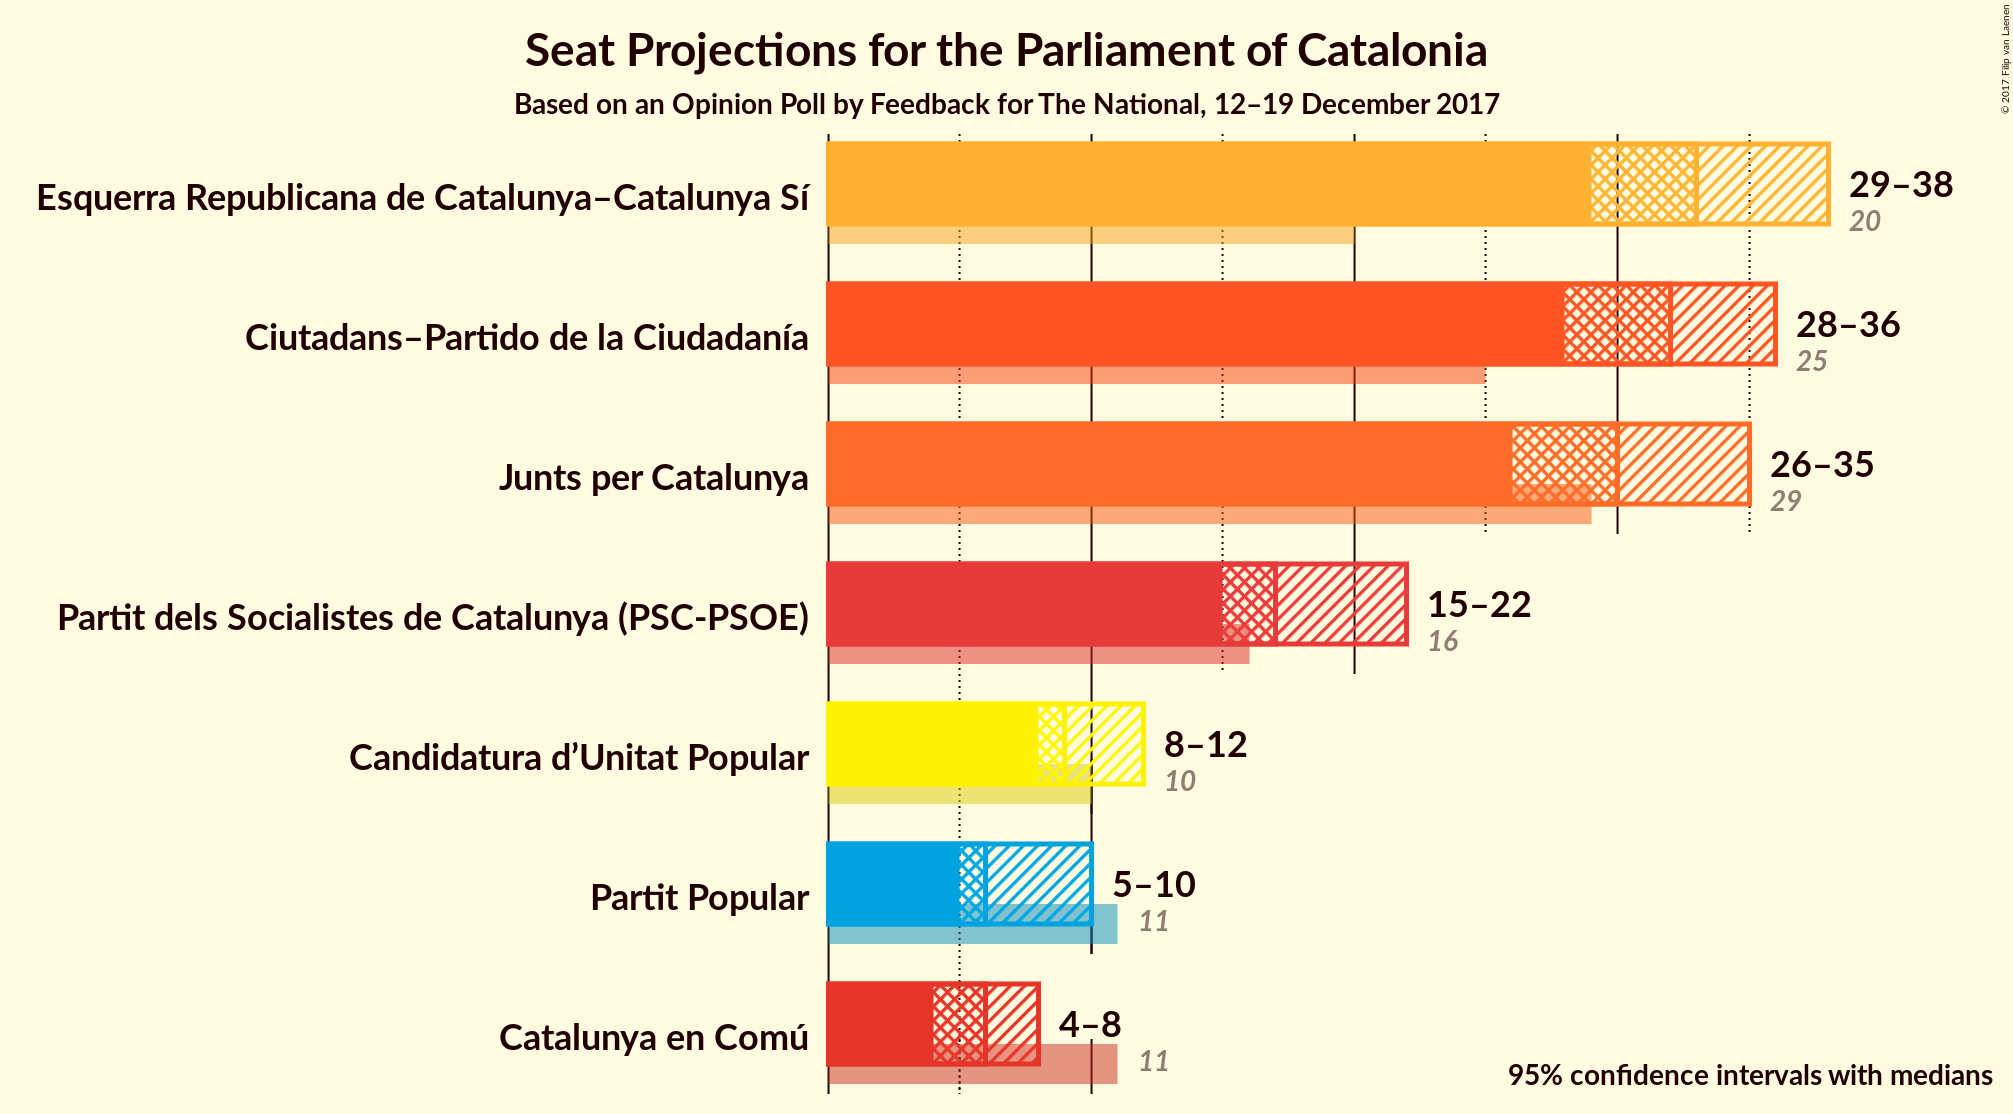 Seat Projections for the Parliament of Catalonia
Based on an Opinion Poll by Feedback for The National, 12–19 December 2017
© 2017 Filip van Laenen
Esquerra Republicana de Catalunya–Catalunya Sí
29–38
20
Ciutadans–Partido de la Ciudadanía
28–36
25
Junts per Catalunya
26–35
29
Partit dels Socialistes de Catalunya (PSC-PSOE)
15–22
16
Candidatura d’Unitat Popular
8–12
10
Partit Popular
5–10
11
Catalunya en Comú
4–8
11
95% confidence intervals with medians